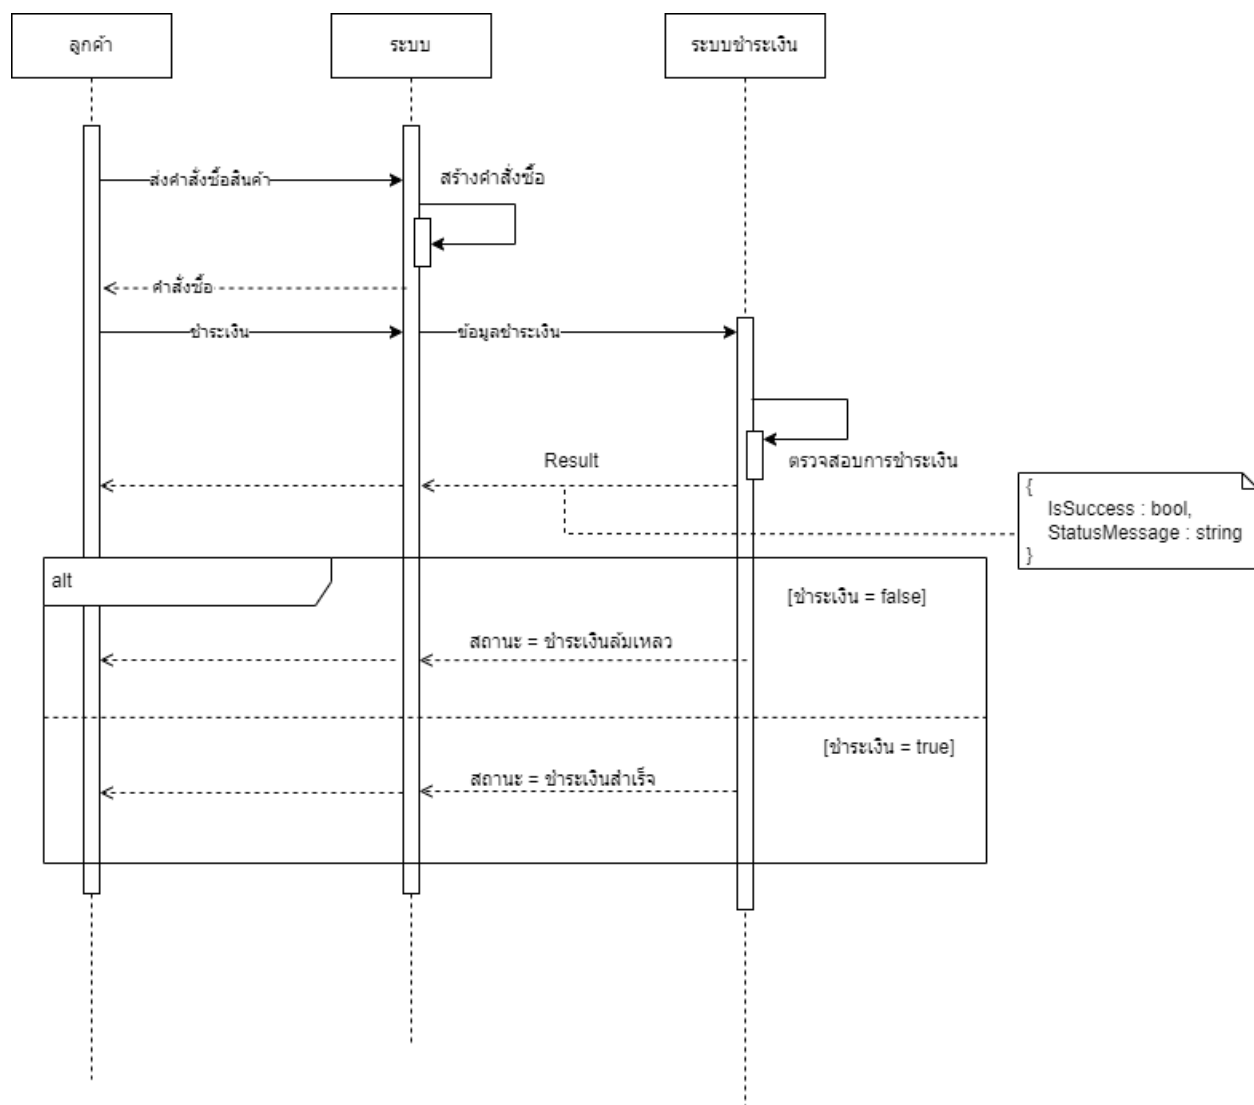 ลูกค้า
ระบบ
ระบบชำระเงิน
ส่งคำสั่งซื้อสินค้า
สร้างคำสั่งซื้อ
คำสั่งซื้อ
ชำระเงิน
ข้อมูลชำระเงิน
Result
ตรวจสอบการชำระเงิน
{
IsSuccess : bool,
StatusMessage : string
}
alt
[ชำระเงิน = false]
สถานะ = ชำระเงินล้มเหลว
[ชำระเงิน = true]
สถานะ = ชำระเงินสำเร็จ